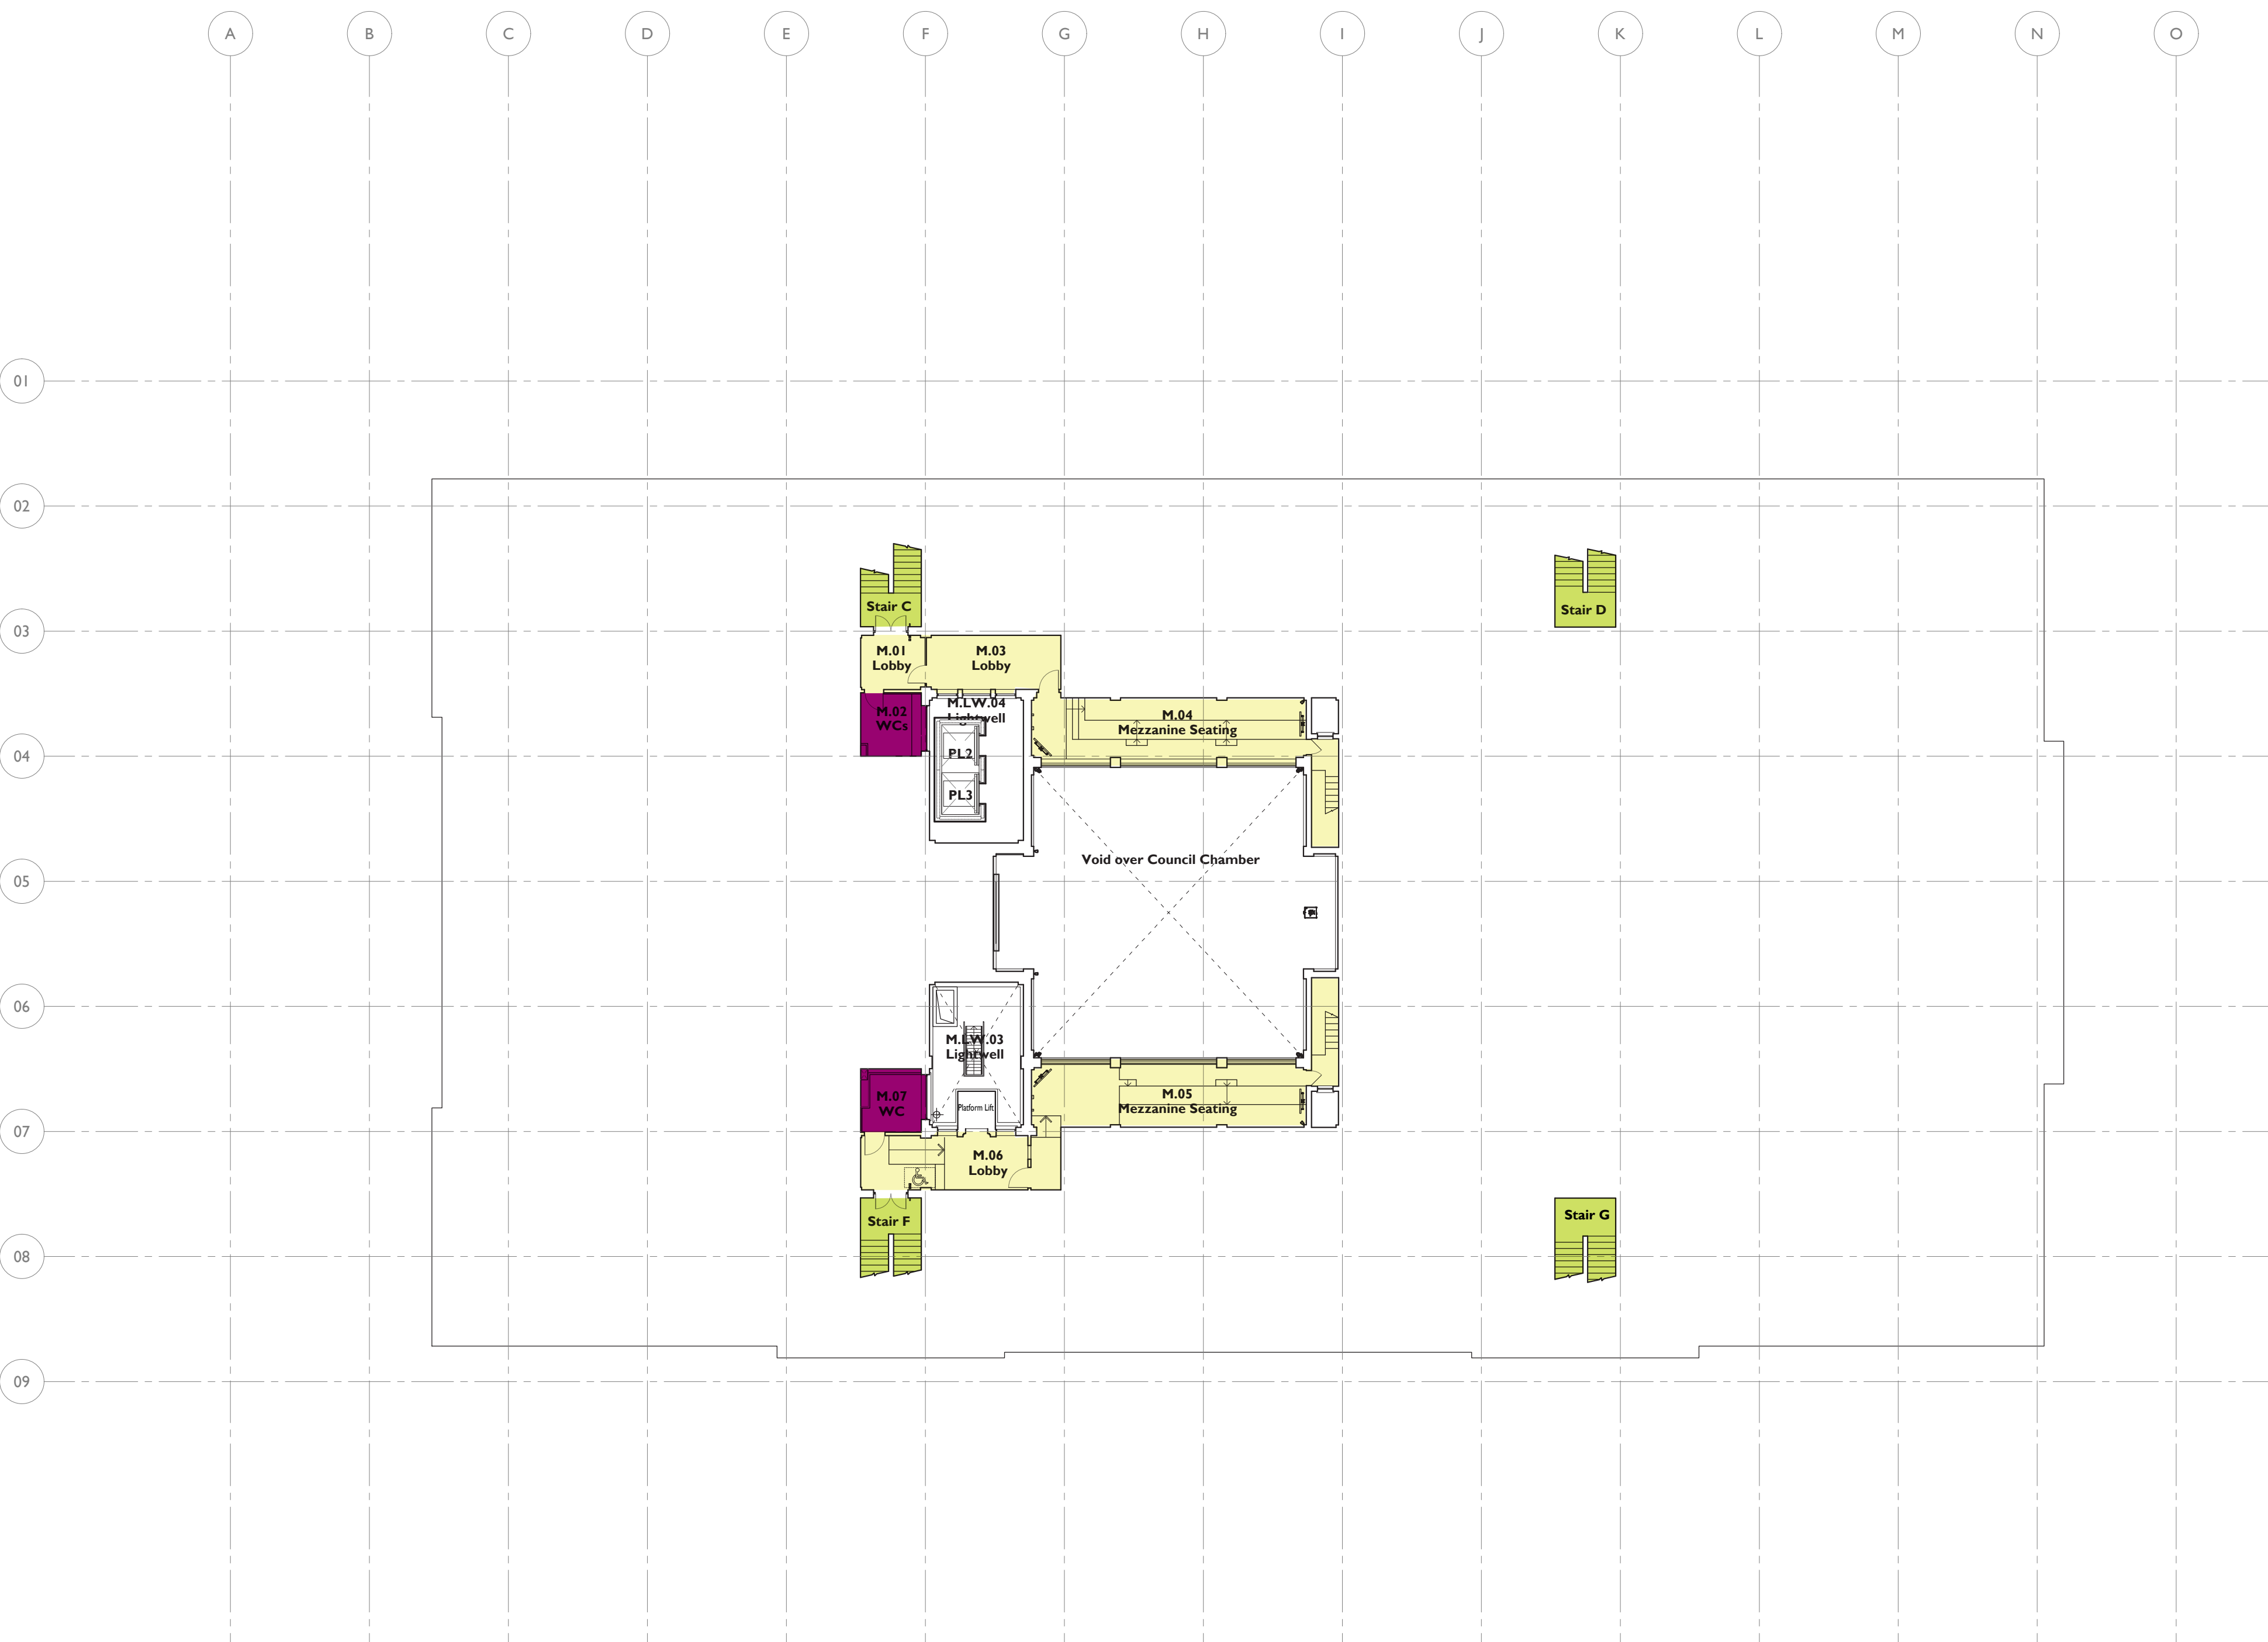 A B C D E F G H I J K L M N O
01
02
Stair C
Stair D
03
M.01
Lobby
M.03
Lobby
M.02
WCs
M.LW.04
Lightwell
M.04
Mezzanine Seating
04
PL2
PL3
Void over Council Chamber
05
06
M.LW.03
Lightwell
M.07
WC
Platform Lift
M.05
Mezzanine Seating
07
M.06
Lobby
Stair F
Stair G
08
09